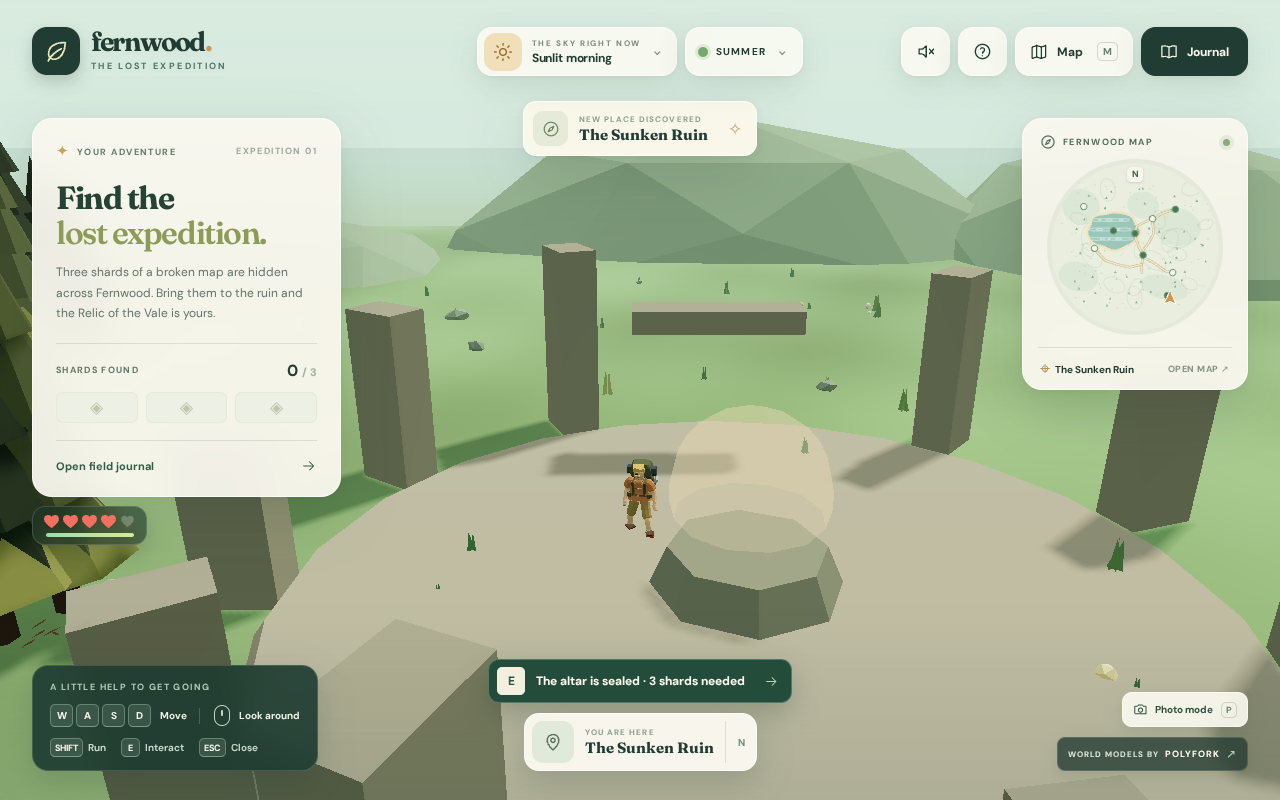 fernwood.
THE LOST EXPEDITION
THE SKY RIGHT NOW
Sunlit morning
SUMMER
Map M
Journal
NEW PLACE DISCOVERED
The Sunken Ruin
YOUR ADVENTURE
EXPEDITION 01
Find the
lost expedition.
Three shards of a broken map are hidden
across Fernwood. Bring them to the ruin and
the Relic of the Vale is yours.
SHARDS FOUND
0 / 3
Open field journal →
FERNWOOD MAP
N
The Sunken Ruin
OPEN MAP ↗
A LITTLE HELP TO GET GOING
W A S D Move
Look around
SHIFT Run E Interact ESC Close
E The altar is sealed · 3 shards needed →
YOU ARE HERE
The Sunken Ruin
N
Photo mode P
WORLD MODELS BY POLYFORK ↗